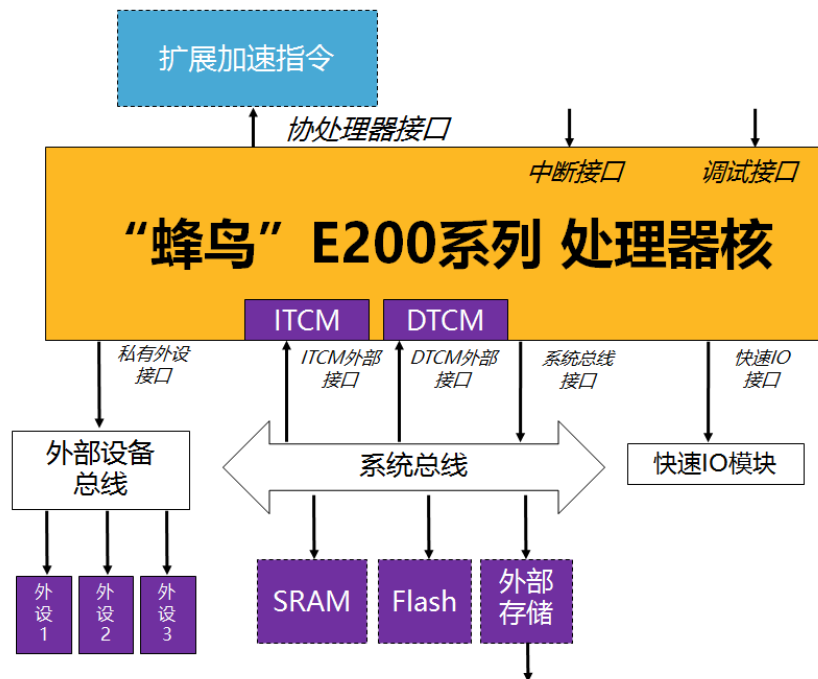 扩展加速指令
协处理器接口
中断接口
调试接口
“蜂鸟”E200系列 处理器核
ITCM
DTCM
私有外设
接口
ITCM外部
接口
DTCM外部
接口
系统总线
接口
快速IO
接口
外部设备
总线
系统总线
快速IO模块
外
设
1
外
设
2
外
设
3
SRAM
Flash
外部
存储